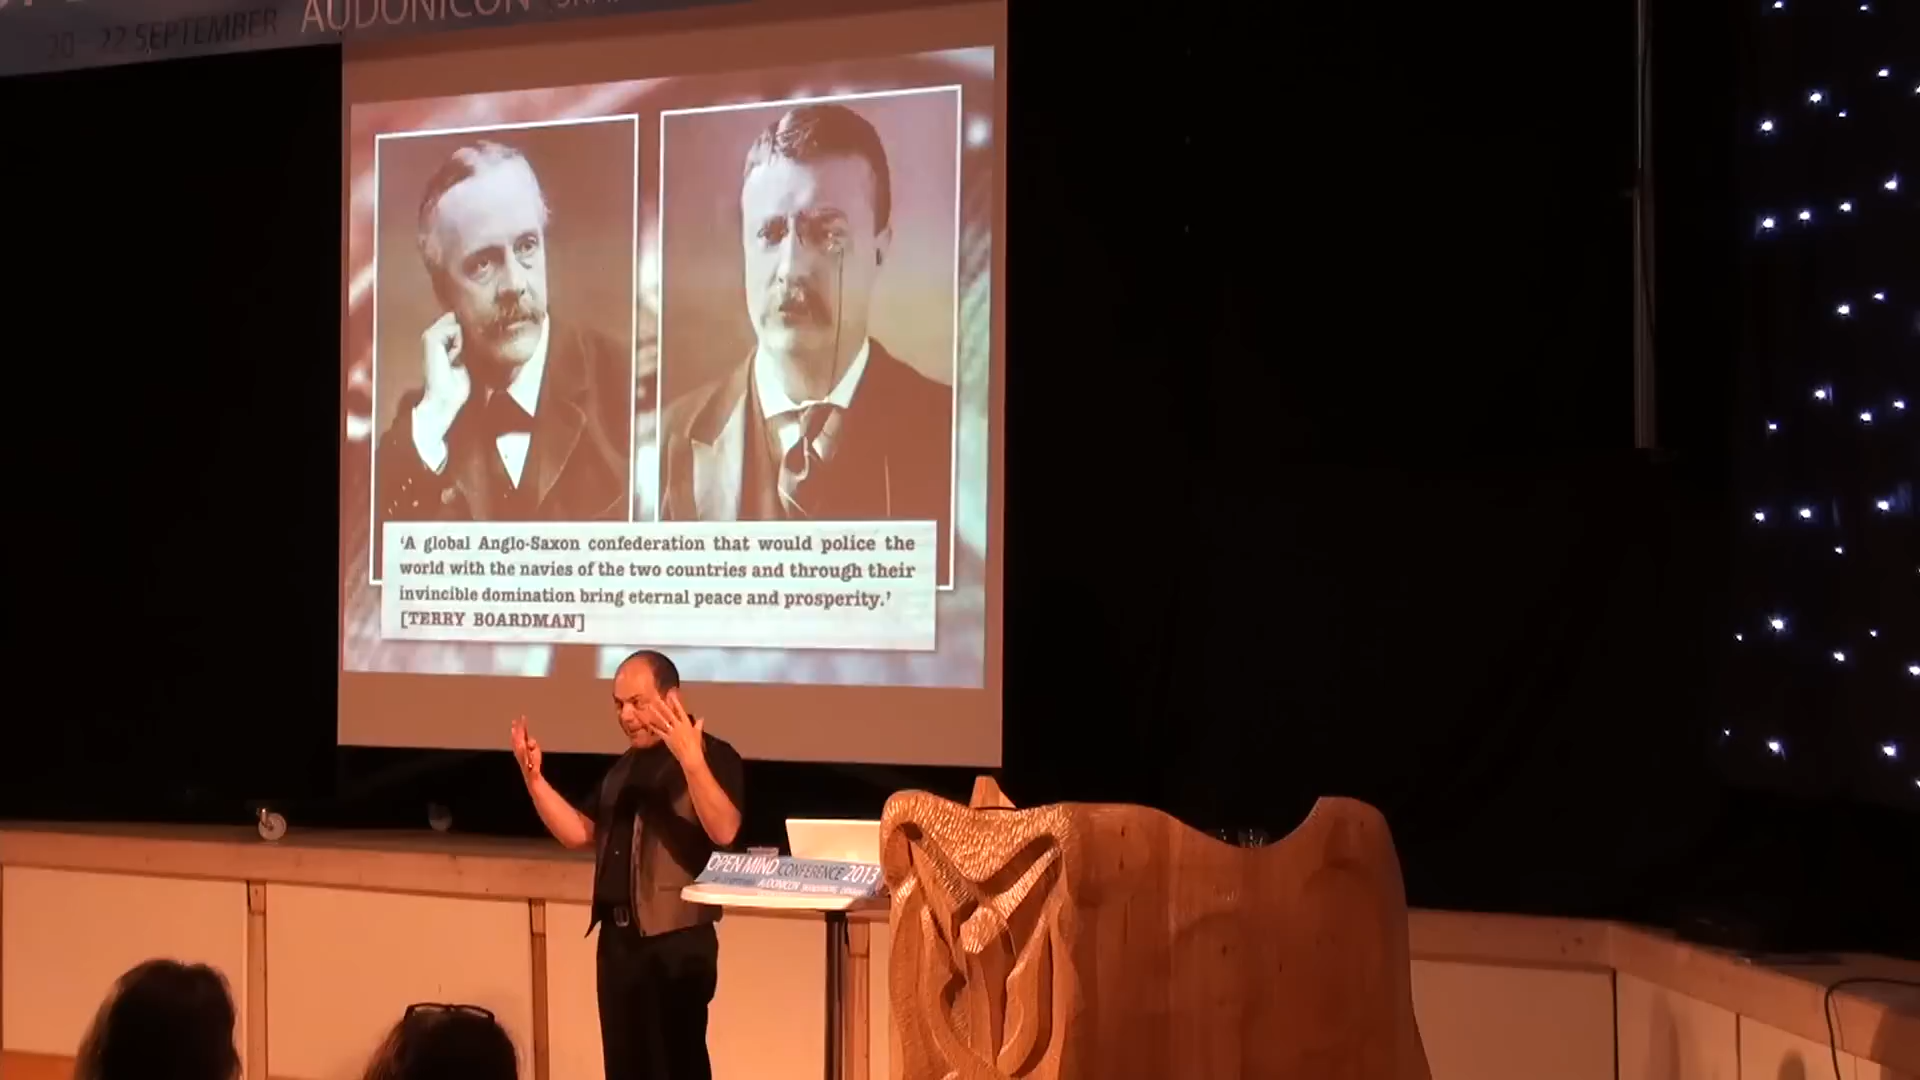 20 - 22 SEPTEMBER AUDONICON
'A global Anglo-Saxon confederation that would police the
world with the navies of the two countries and through their
invincible domination bring eternal peace and prosperity.'
[TERRY BOARDMAN]
OPEN MIND CONFERENCE 2013
AUDONICON